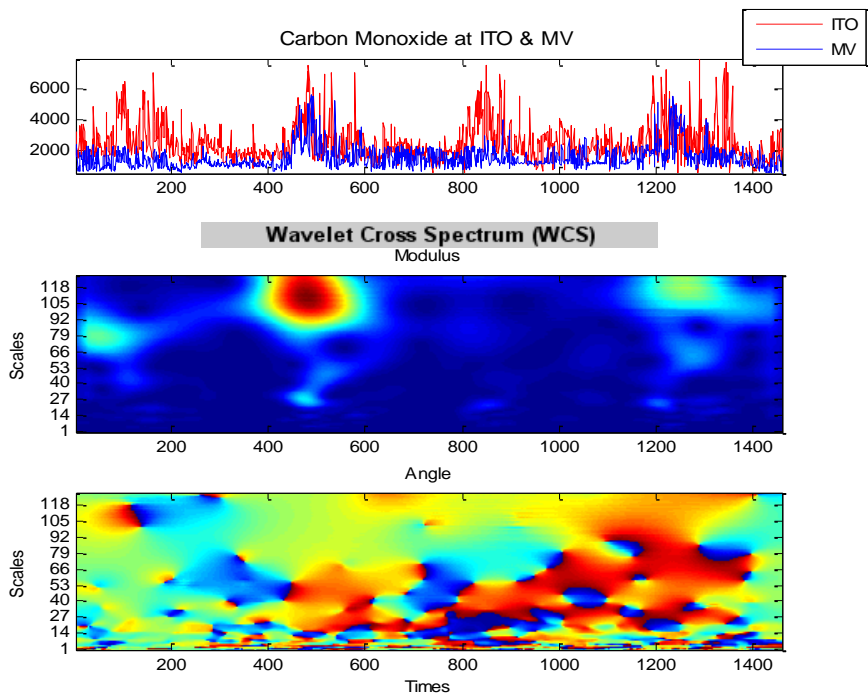 ITO
MV
Carbon Monoxide at ITO & MV
6000
4000
2000
200 400 600 800 1000 1200 1400
Wavelet Cross Spectrum (WCS)
Modulus
Scales
118
105
92
79
66
53
40
27
14
1
200 400 600 800 1000 1200 1400
Angle
Scales
118
105
92
79
66
53
40
27
14
1
200 400 600 800 1000 1200 1400
Times